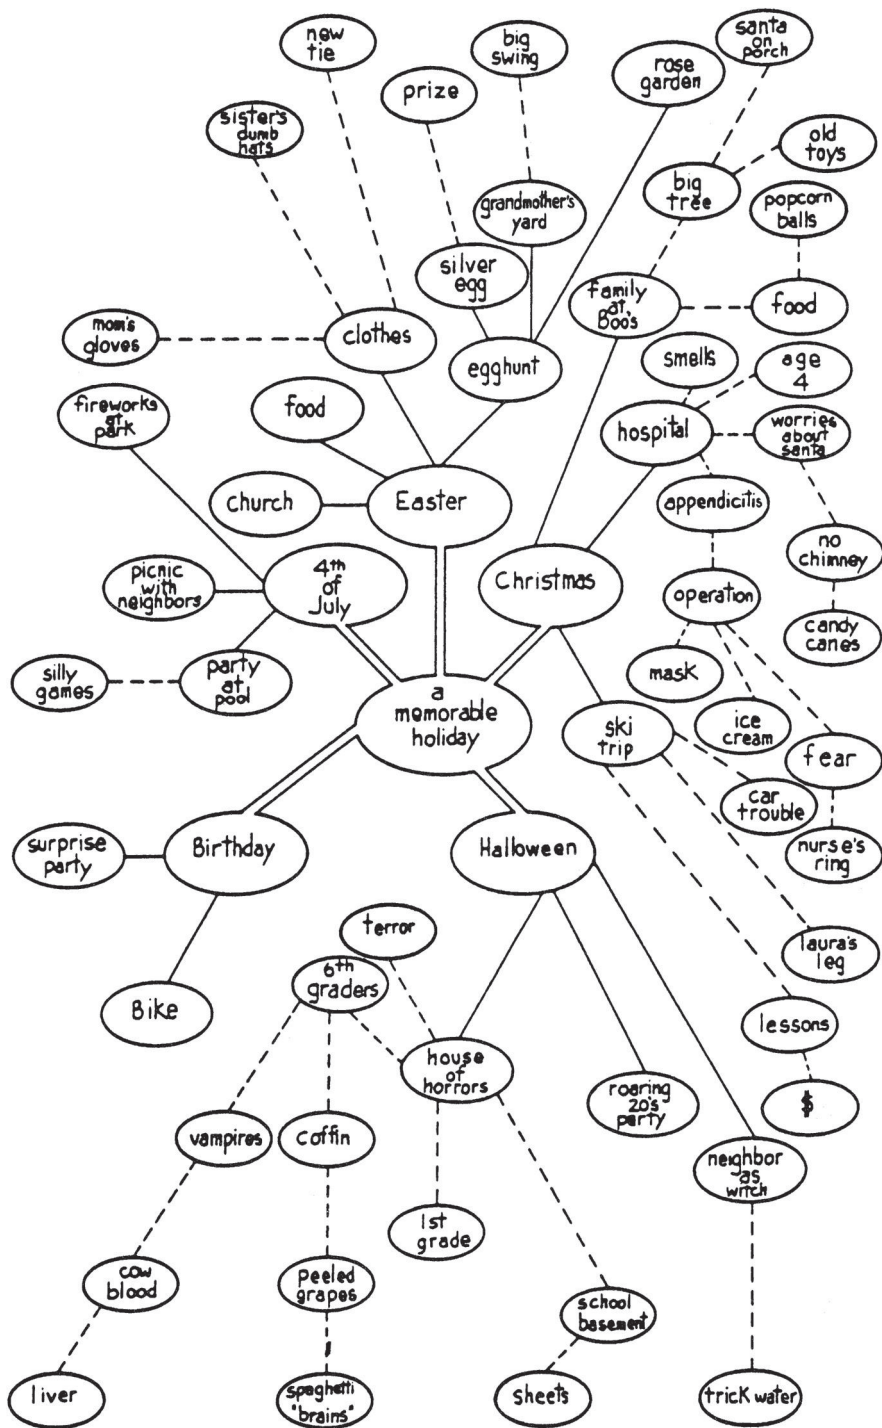 new
tie
big
swing
santa
on
porch
prize
rose
garden
sister's
dumb
hats
old
toys
big
tree
grandmother's
yard
popcorn
balls
silver
egg
family
at
Boo's
food
mom's
gloves
clothes
egghunt
smells
age
4
fireworks
at
park
food
hospital
worries
about
santa
church
Easter
appendicitis
no
chimney
picnic
with
neighbors
4th
of
July
Christmas
operation
candy
canes
silly
games
party
at
pool
mask
a
memorable
holiday
ski
trip
ice
cream
fear
car
trouble
surprise
party
Birthday
Halloween
nurse's
ring
terror
laura's
leg
6th
graders
Bike
lessons
house
of
horrors
roaring
20's
party
$
vampires
coffin
neighbor
as
witch
1st
grade
cow
blood
peeled
grapes
school
basement
liver
spaghetti
"brains"
sheets
trick water